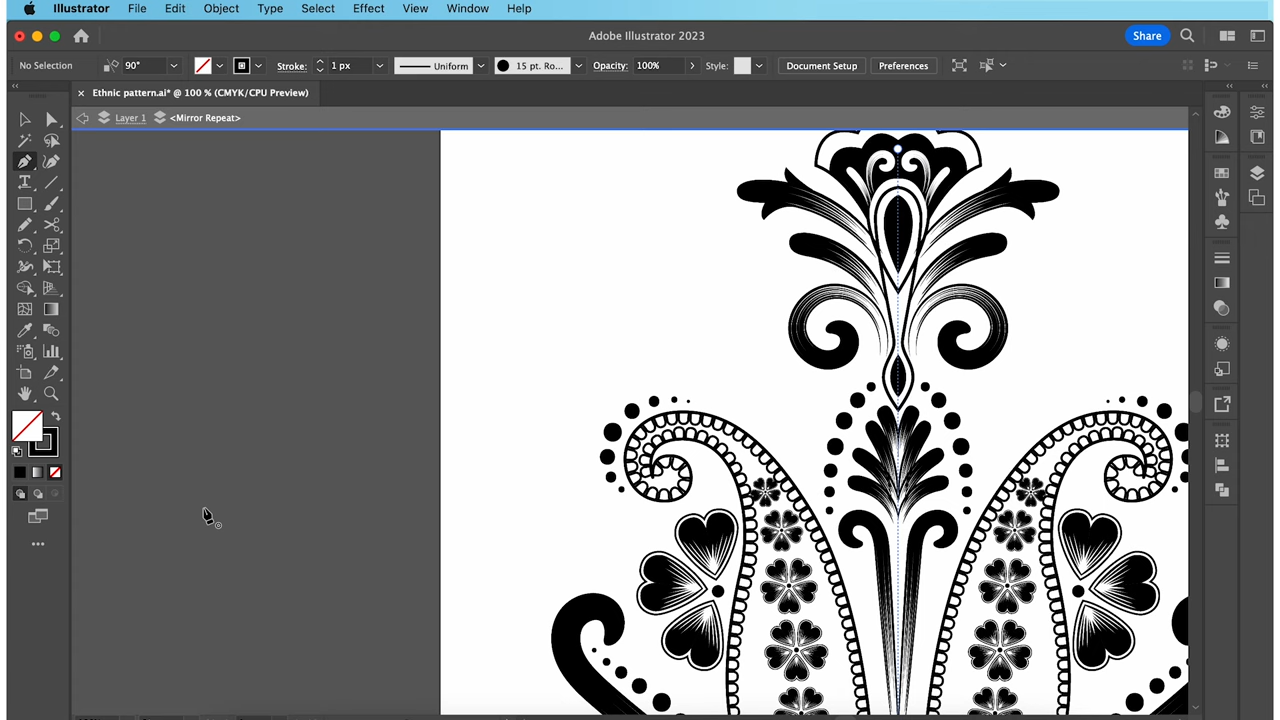 Illustrator File Edit Object Type Select Effect View Window Help
Adobe Illustrator 2023
Share
No Selection 90° Stroke: 1 px Uniform 15 pt. Ro... Opacity: 100% Style: Document Setup Preferences
× Ethnic pattern.ai* @ 100 % (CMYK/CPU Preview)
Layer 1 <Mirror Repeat>